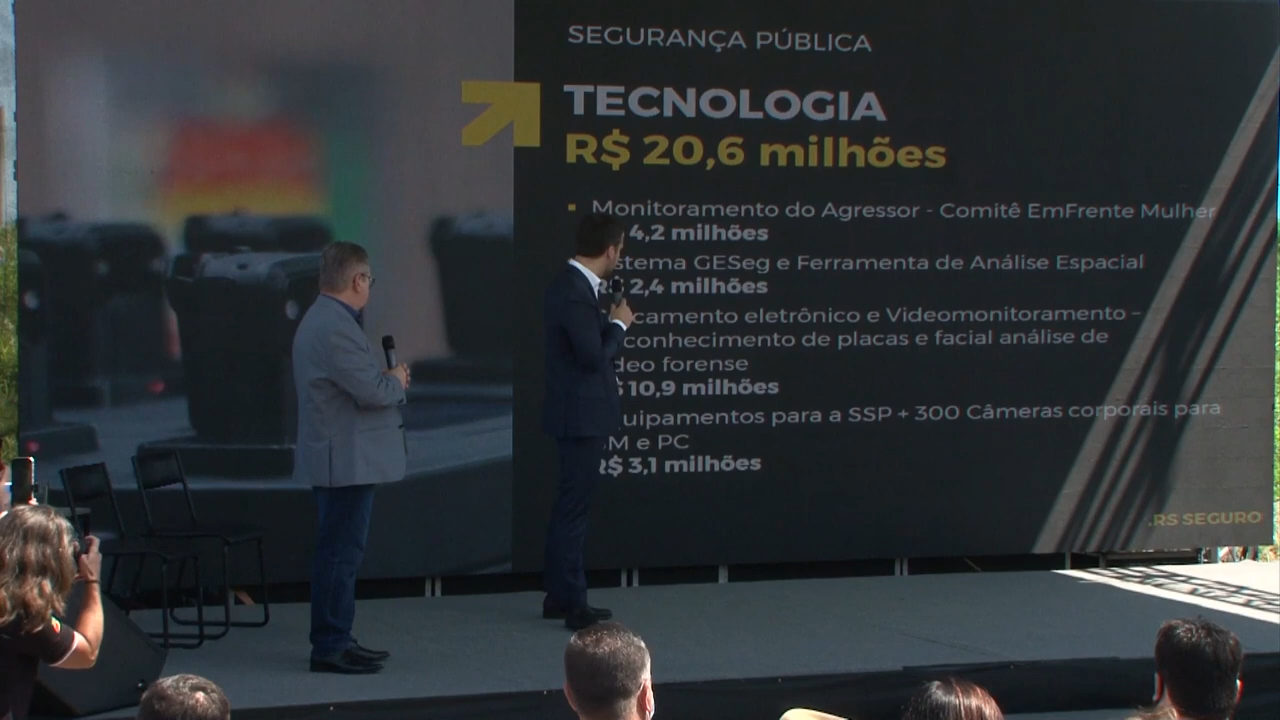 SEGURANÇA PÚBLICA
TECNOLOGIA
R$ 20,6 milhões
Monitoramento do Agressor - Comitê EmFrente Mulher
4,2 milhões
stema GESeg e Ferramenta de Análise Espacial
R$ 2,4 milhões
camento eletrônico e Videomonitoramento –
conhecimento de placas e facial análise de
deo forense
$ 10,9 milhões
uipamentos para a SSP + 300 Câmeras corporais para
M e PC
R$ 3,1 milhões
.RS SEGURO